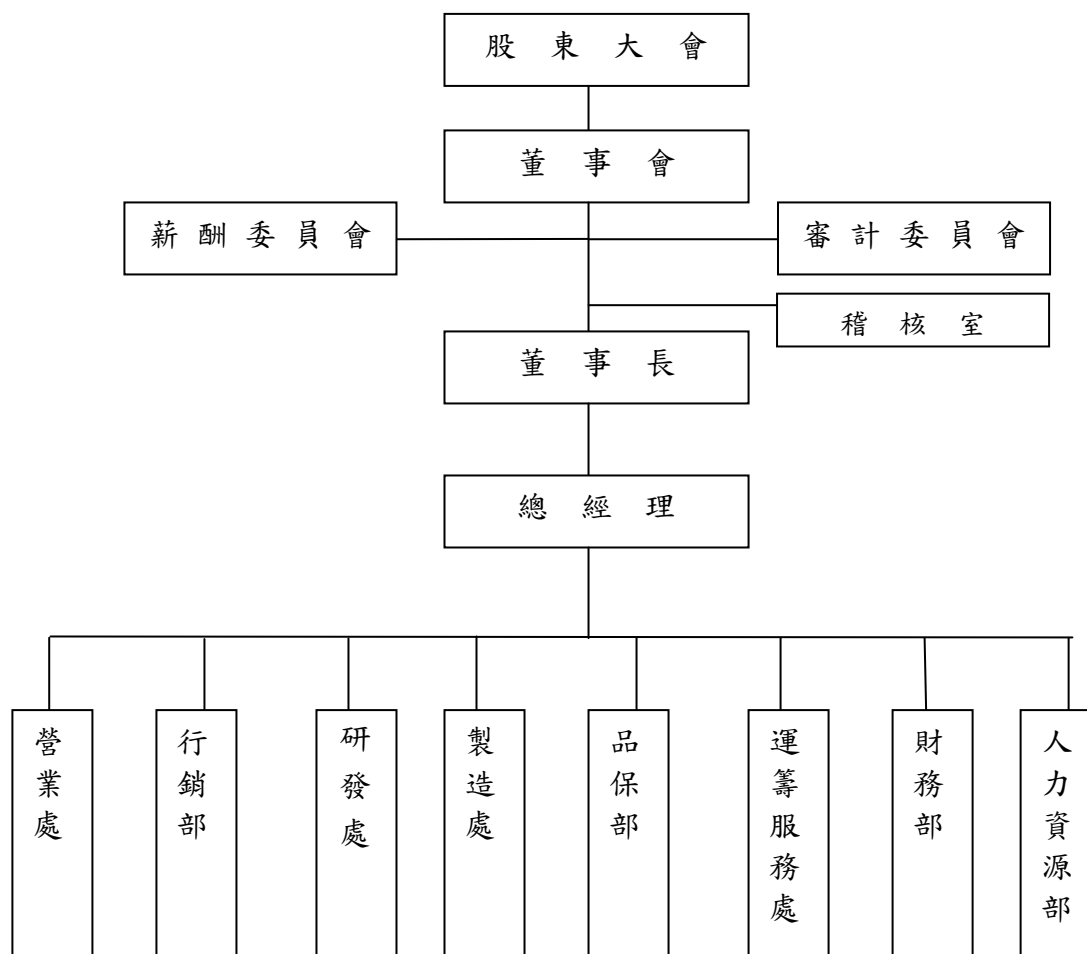 股東大會
董事會
薪酬委員會
審計委員會
稽核室
董事長
總經理
營業處
行銷部
研發處
製造處
品保部
運籌服務處
財務部
人力資源部